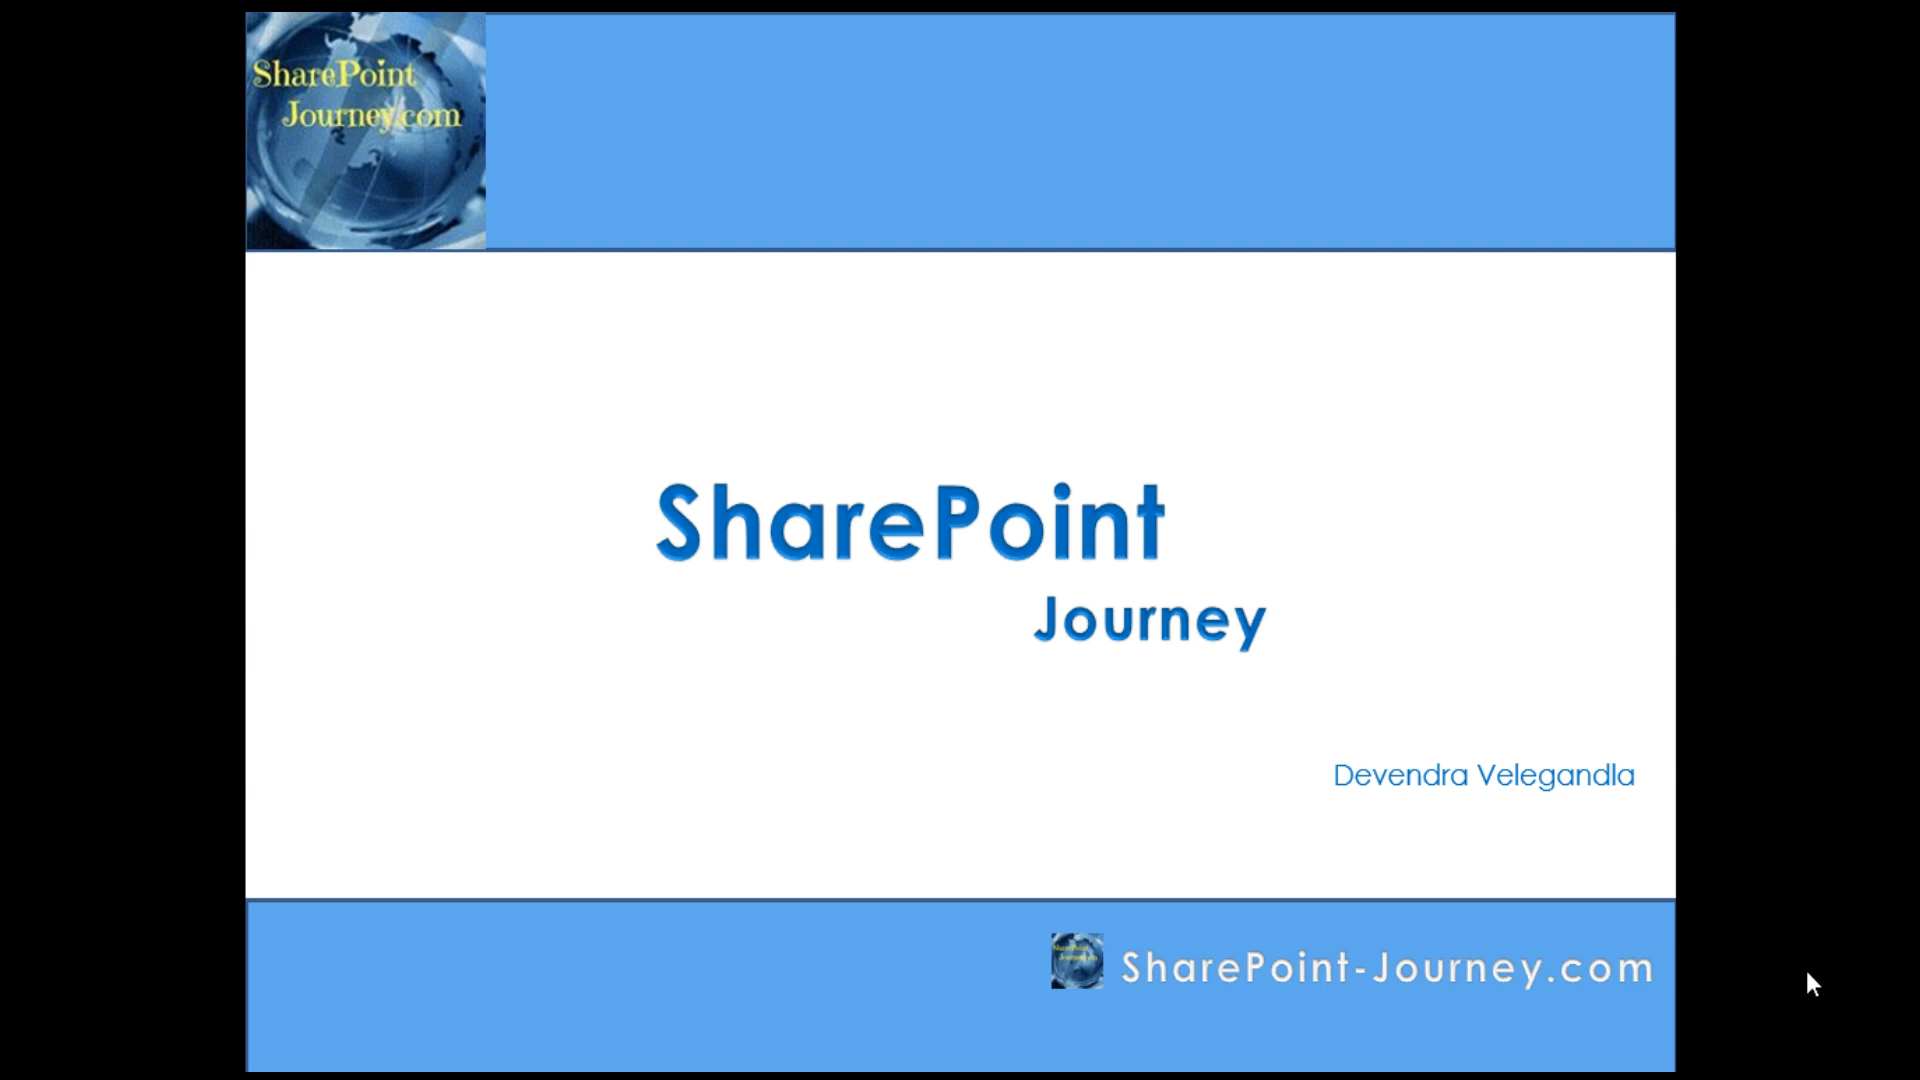 SharePoint
Journey.com
SharePoint
Journey
Devendra Velegandla
SharePoint-Journey.com